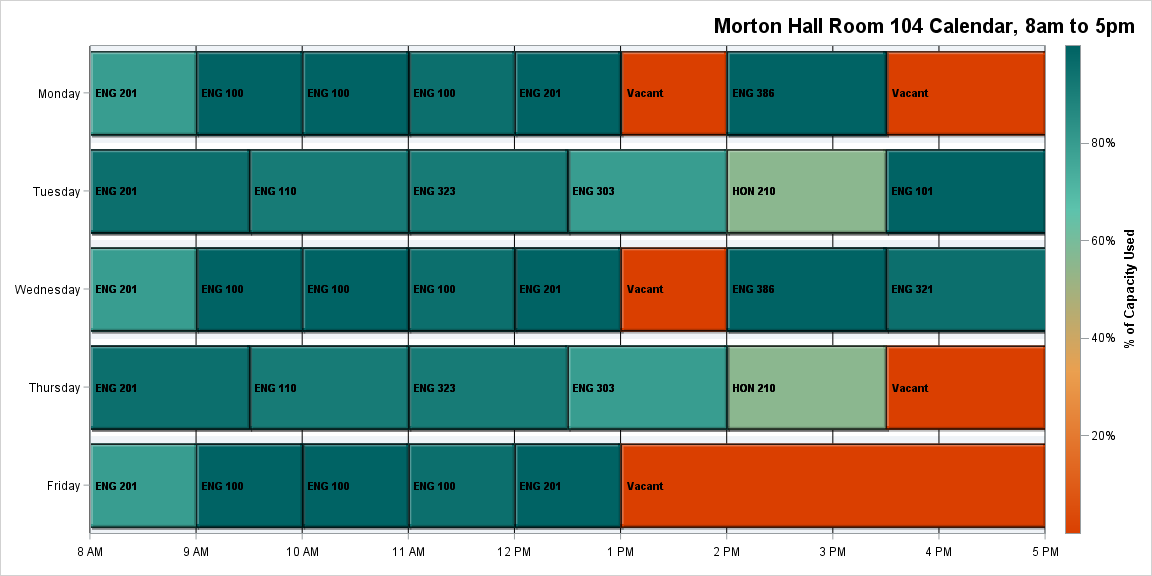 Morton Hall Room 104 Calendar, 8am to 5pm
Monday
ENG 201
ENG 100
ENG 100
ENG 100
ENG 201
Vacant
ENG 386
Vacant
Tuesday
ENG 201
ENG 110
ENG 323
ENG 303
HON 210
ENG 101
Wednesday
ENG 201
ENG 100
ENG 100
ENG 100
ENG 201
Vacant
ENG 386
ENG 321
Thursday
ENG 201
ENG 110
ENG 323
ENG 303
HON 210
Vacant
Friday
ENG 201
ENG 100
ENG 100
ENG 100
ENG 201
Vacant
8 AM
9 AM
10 AM
11 AM
12 PM
1 PM
2 PM
3 PM
4 PM
5 PM
80%
60%
40%
20%
% of Capacity Used